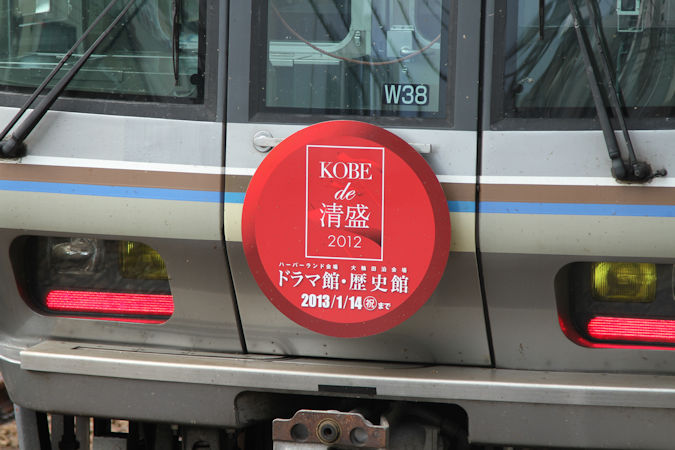 W38
KOBE
de
清盛
2012
ハーバーランド会場 大輪田泊会場
ドラマ館・歴史館
2013/1/14㊗まで